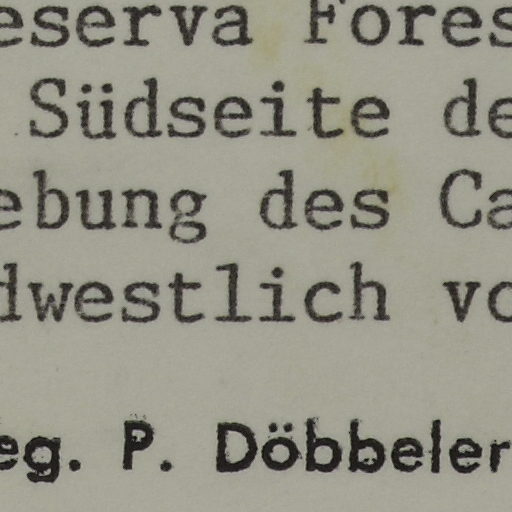 eserva Fores
Südseite de
ebung des Ca
dwestlich vo
eg. P. Döbbeler